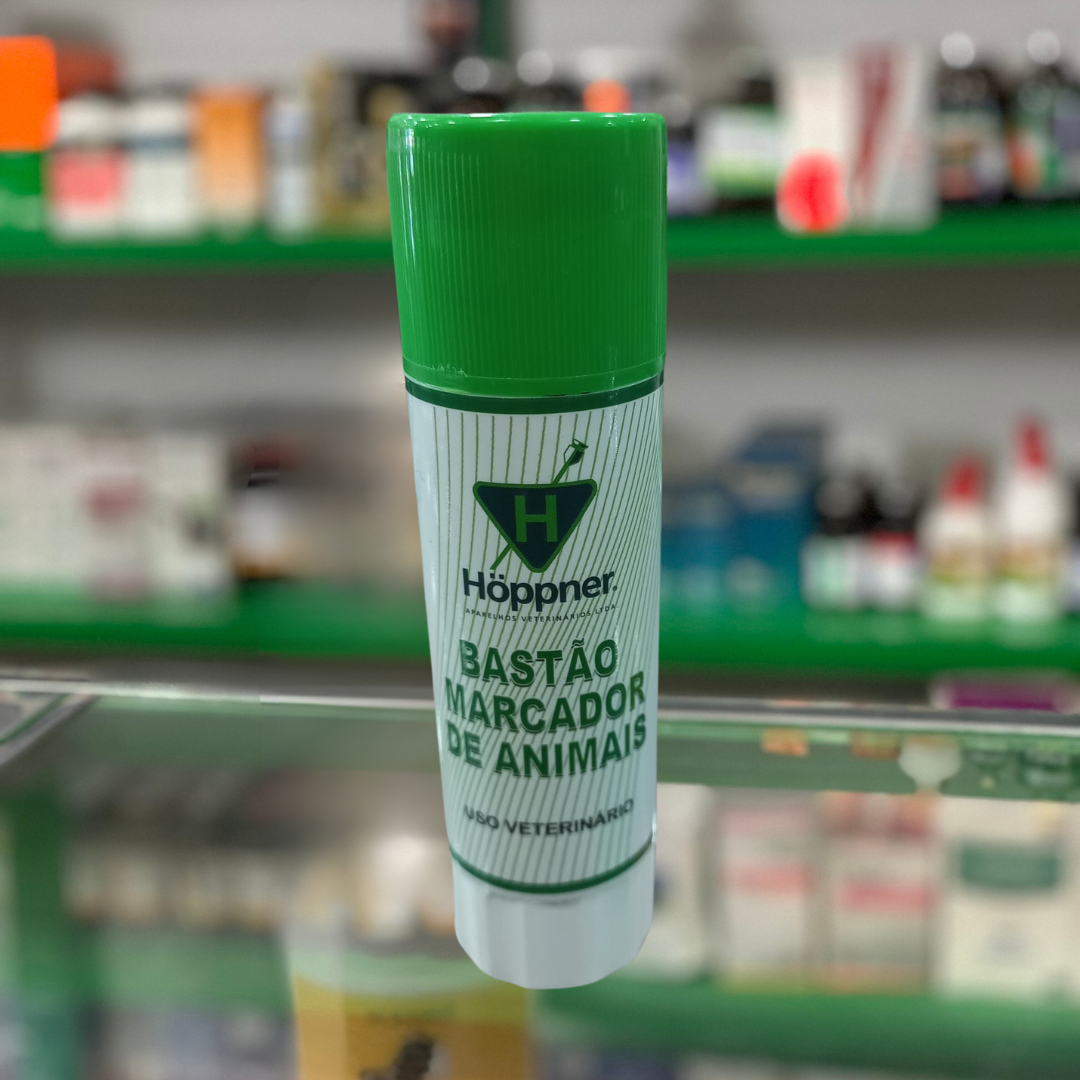 H
Höppner.
APARELHOS VETERINÁRIOS LTDA.
BASTÃO
MARCADOR
DE ANIMAIS
USO VETERINÁRIO